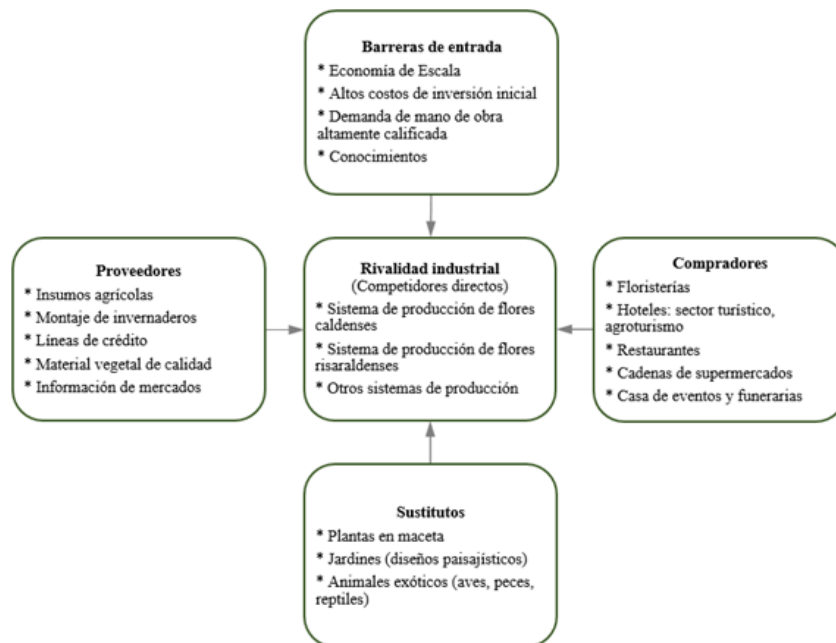 Barreras de entrada
* Economía de Escala
* Altos costos de inversión inicial
* Demanda de mano de obra
altamente calificada
* Conocimientos
Proveedores
* Insumos agrícolas
* Montaje de invernaderos
* Líneas de crédito
* Material vegetal de calidad
* Información de mercados
Rivalidad industrial
(Competidores directos)
* Sistema de producción de flores
caldenses
* Sistema de producción de flores
risaraldenses
* Otros sistemas de producción
Compradores
* Floristerías
* Hoteles: sector turístico,
agroturismo
* Restaurantes
* Cadenas de supermercados
* Casa de eventos y funerarias
Sustitutos
* Plantas en maceta
* Jardines (diseños paisajísticos)
* Animales exóticos (aves, peces,
reptiles)